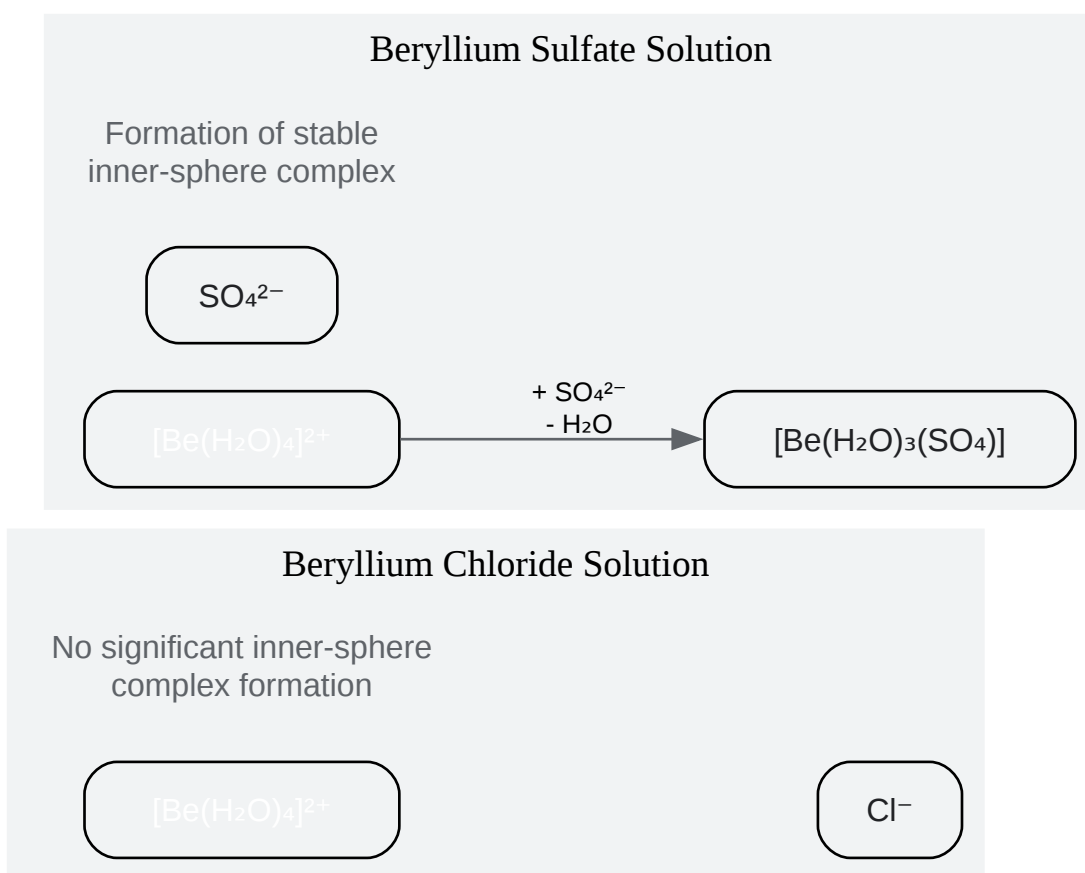 Beryllium Sulfate Solution
Formation of stable
inner-sphere complex
SO₄²⁻
+ SO₄²⁻
- H₂O
[Be(H₂O)₄]²⁺
[Be(H₂O)₃(SO₄)]
Beryllium Chloride Solution
No significant inner-sphere
complex formation
[Be(H₂O)₄]²⁺
Cl⁻